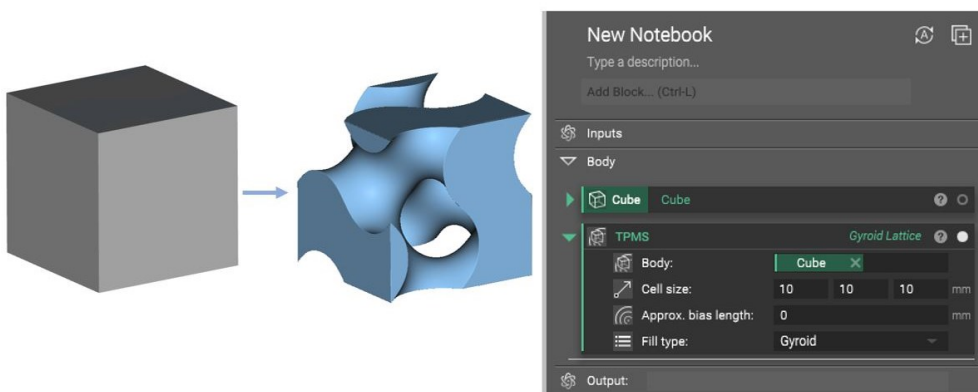 New Notebook
Type a description...
Add Block... (Ctrl-L)
Inputs
Body
Cube Cube ?
TPMS Gyroid Lattice ?
Body: Cube
Cell size: 10 10 10 mm
Approx. bias length: 0 mm
Fill type: Gyroid
Output: